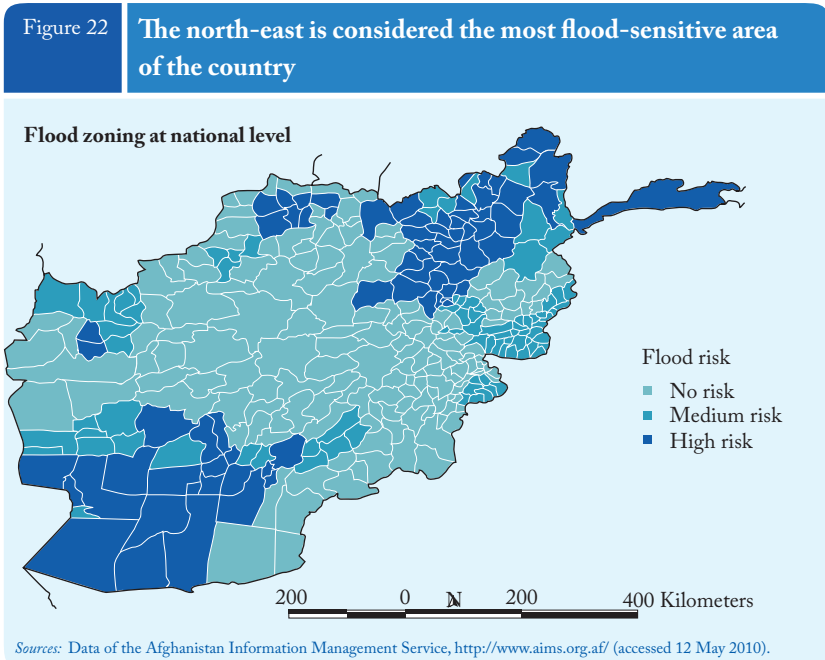 Figure 22
The north-east is considered the most flood-sensitive area
of the country
Flood zoning at national level
Flood risk
No risk
Medium risk
High risk
200 0 N 200 400 Kilometers
Sources: Data of the Afghanistan Information Management Service, http://www.aims.org.af/ (accessed 12 May 2010).